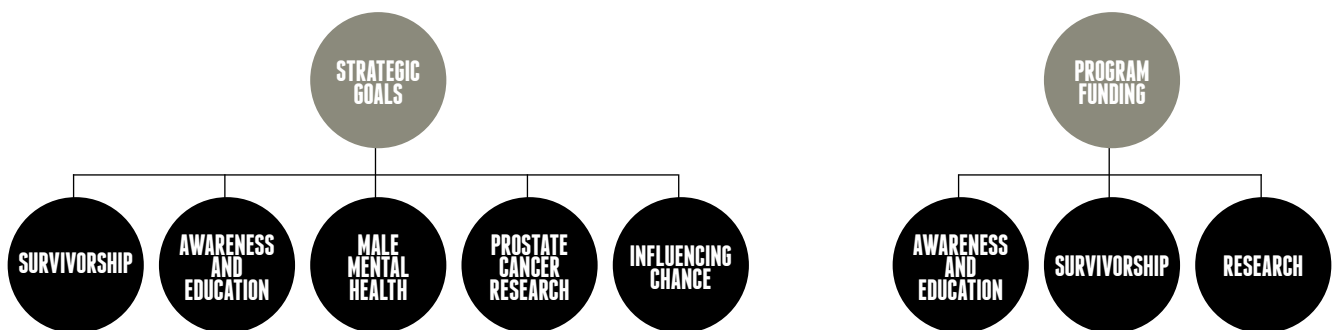 STRATEGIC
GOALS
PROGRAM
FUNDING
SURVIVORSHIP
AWARENESS
AND
EDUCATION
MALE
MENTAL
HEALTH
PROSTATE
CANCER
RESEARCH
INFLUENCING
CHANCE
AWARENESS
AND
EDUCATION
SURVIVORSHIP
RESEARCH